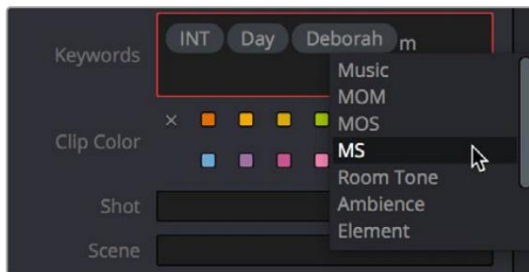 Keywords INT Day Deborah m
Music
MOM
MOS
Clip Color
MS
Room Tone
Shot
Ambience
Element
Scene